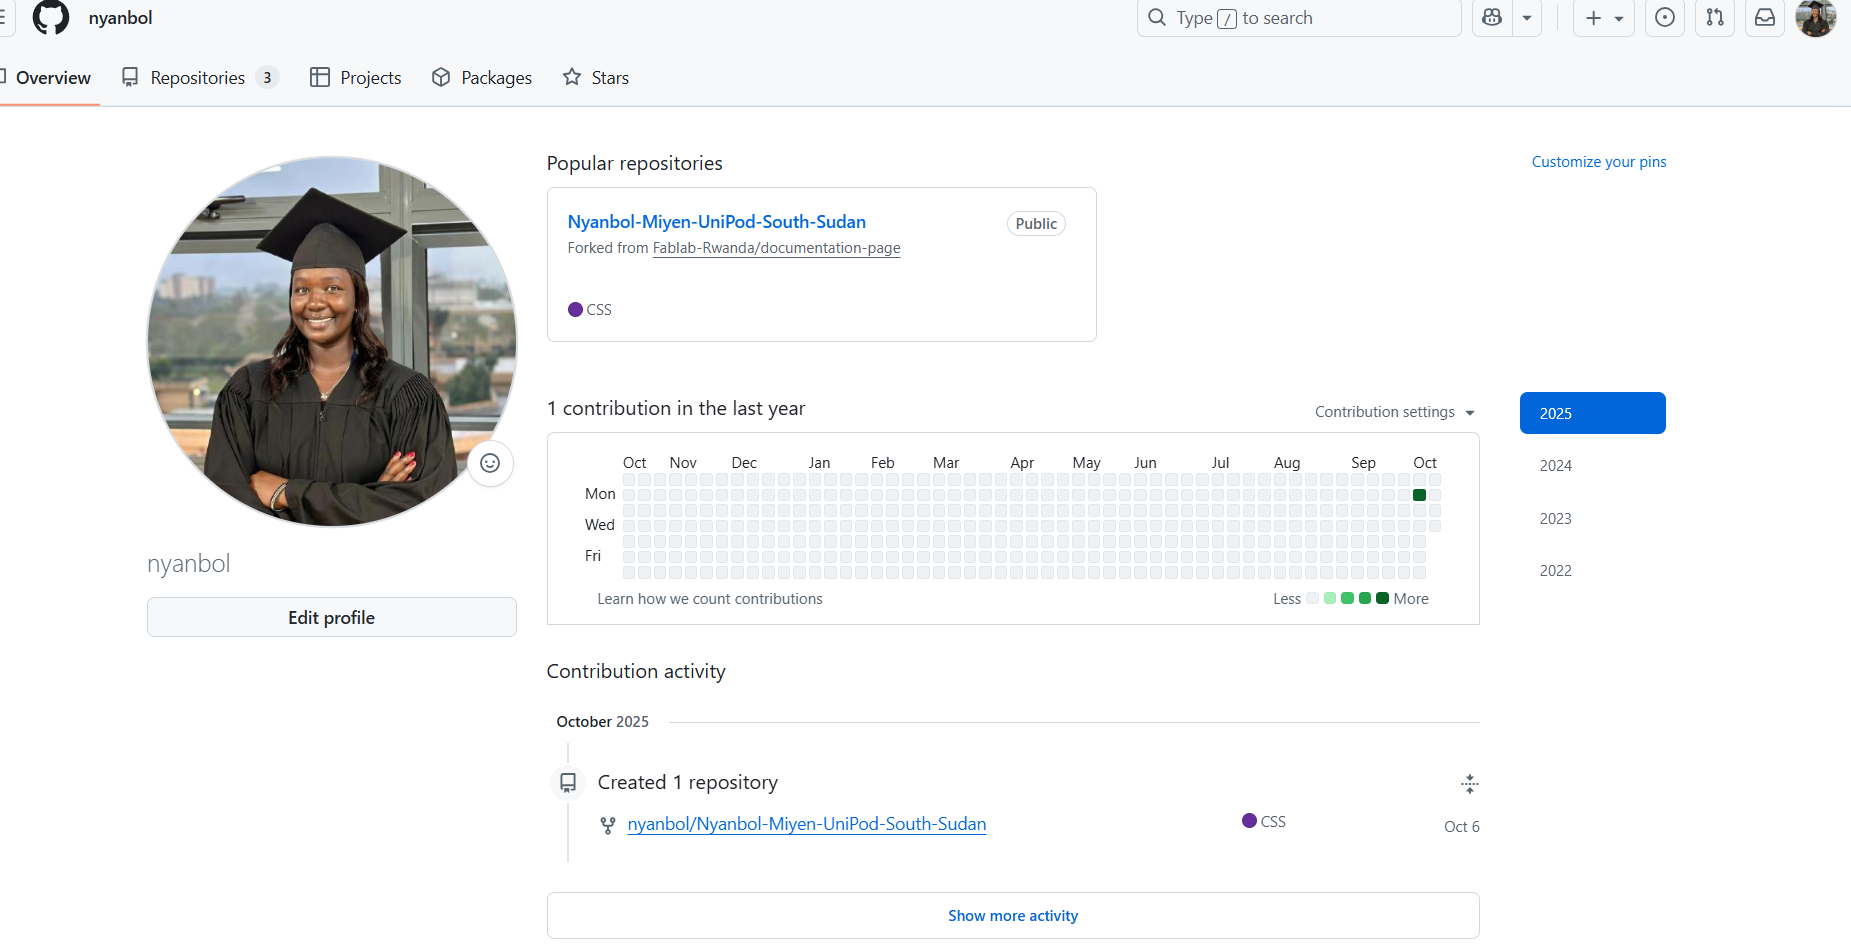 nyanbol
Type / to search
Overview
Repositories 3
Projects
Packages
Stars
Popular repositories
Customize your pins
Nyanbol-Miyen-UniPod-South-Sudan
Public
Forked from Fablab-Rwanda/documentation-page
CSS
1 contribution in the last year
Contribution settings
2025
2024
2023
2022
Oct Nov Dec Jan Feb Mar Apr May Jun Jul Aug Sep Oct
Mon
Wed
Fri
Learn how we count contributions
Less More
nyanbol
Edit profile
Contribution activity
October 2025
Created 1 repository
nyanbol/Nyanbol-Miyen-UniPod-South-Sudan
CSS
Oct 6
Show more activity